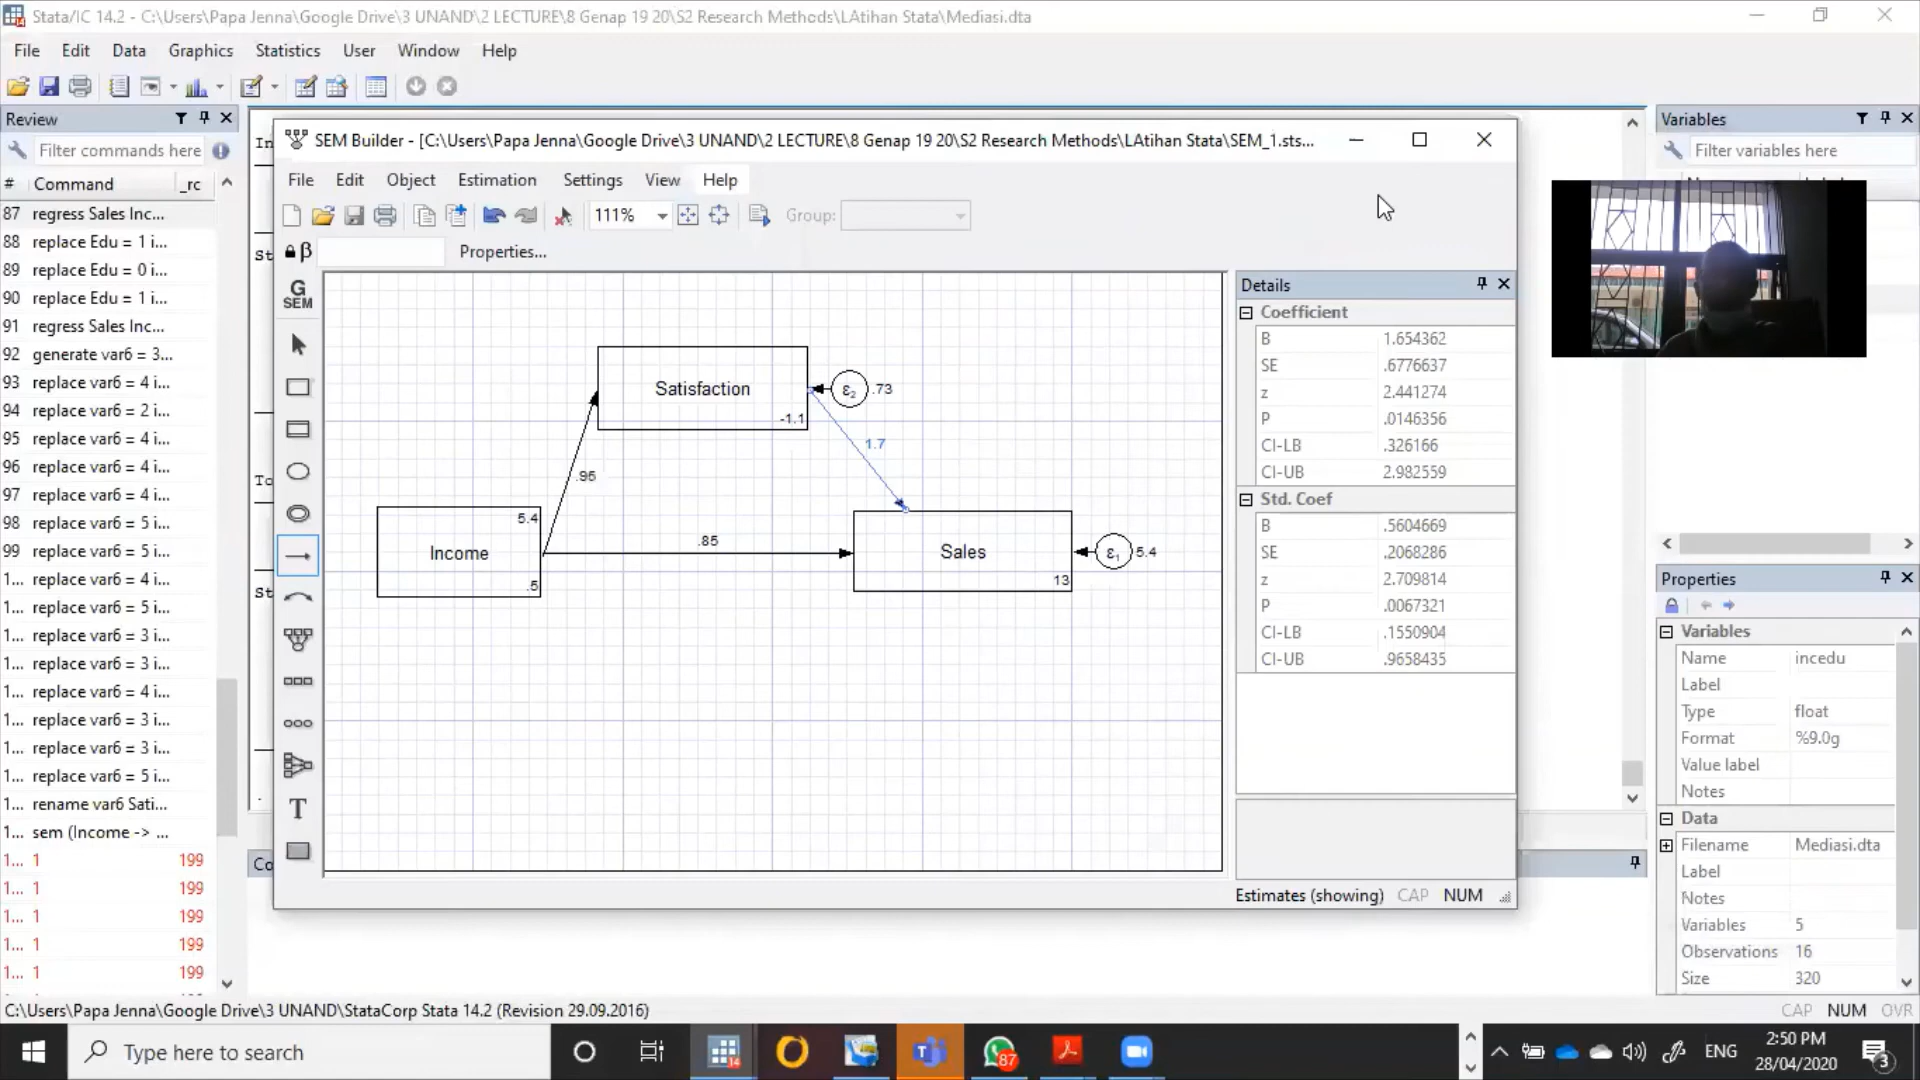 Stata/IC 14.2 - C:\Users\Papa Jenna\Google Drive\3 UNAND\2 LECTURE\8 Genap 19 20\S2 Research Methods\LAtihan Stata\Mediasi.dta
File Edit Data Graphics Statistics User Window Help
Review
Filter commands here
# Command _rc
87 regress Sales Inc...
88 replace Edu = 1 i...
89 replace Edu = 0 i...
90 replace Edu = 1 i...
91 regress Sales Inc...
92 generate var6 = 3...
93 replace var6 = 4 i...
94 replace var6 = 2 i...
95 replace var6 = 4 i...
96 replace var6 = 4 i...
97 replace var6 = 4 i...
98 replace var6 = 5 i...
99 replace var6 = 5 i...
1... replace var6 = 4 i...
1... replace var6 = 5 i...
1... replace var6 = 3 i...
1... replace var6 = 3 i...
1... replace var6 = 4 i...
1... replace var6 = 3 i...
1... replace var6 = 3 i...
1... replace var6 = 5 i...
1... rename var6 Sati...
1... sem (Income -> ...
1... 1 199
1... 1 199
1... 1 199
1... 1 199
1... 1 199
In
St
To
St
Co
SEM Builder - [C:\Users\Papa Jenna\Google Drive\3 UNAND\2 LECTURE\8 Genap 19 20\S2 Research Methods\LAtihan Stata\SEM_1.sts...
File Edit Object Estimation Settings View Help
111% Group:
β Properties...
G
SEM
T
Satisfaction
-1.1
ε2 .73
1.7
.95
5.4
Income
.5
.85
Sales
13
ε1 5.4
Details
Coefficient
B 1.654362
SE .6776637
z 2.441274
P .0146356
CI-LB .326166
CI-UB 2.982559
Std. Coef
B .5604669
SE .2068286
z 2.709814
P .0067321
CI-LB .1550904
CI-UB .9658435
Estimates (showing) CAP NUM
Variables
Filter variables here
Properties
Variables
Name incedu
Label
Type float
Format %9.0g
Value label
Notes
Data
Filename Mediasi.dta
Label
Notes
Variables 5
Observations 16
Size 320
C:\Users\Papa Jenna\Google Drive\3 UNAND\StataCorp Stata 14.2 (Revision 29.09.2016)
CAP NUM OVR
Type here to search
14
87
ENG
2:50 PM
28/04/2020
3